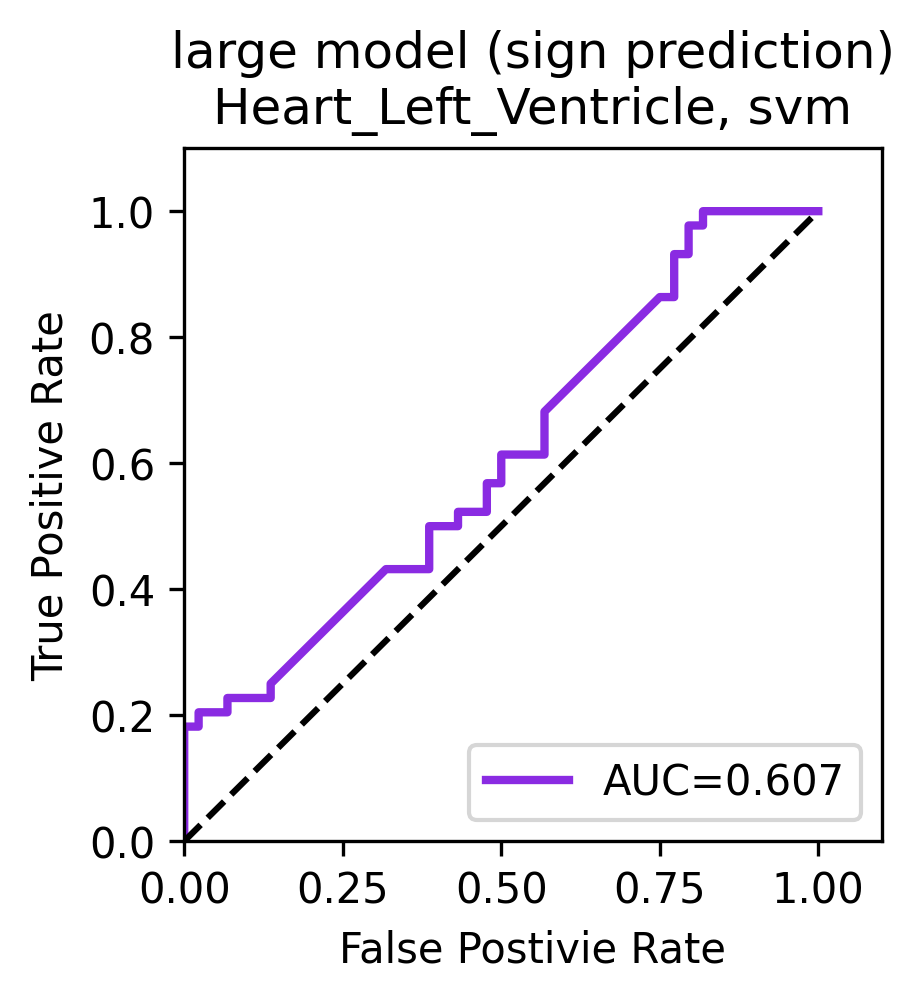 large model (sign prediction)
Heart_Left_Ventricle, svm
True Positive Rate
1.0
0.8
0.6
0.4
0.2
0.0
AUC=0.607
0.00 0.25 0.50 0.75 1.00
False Postivie Rate